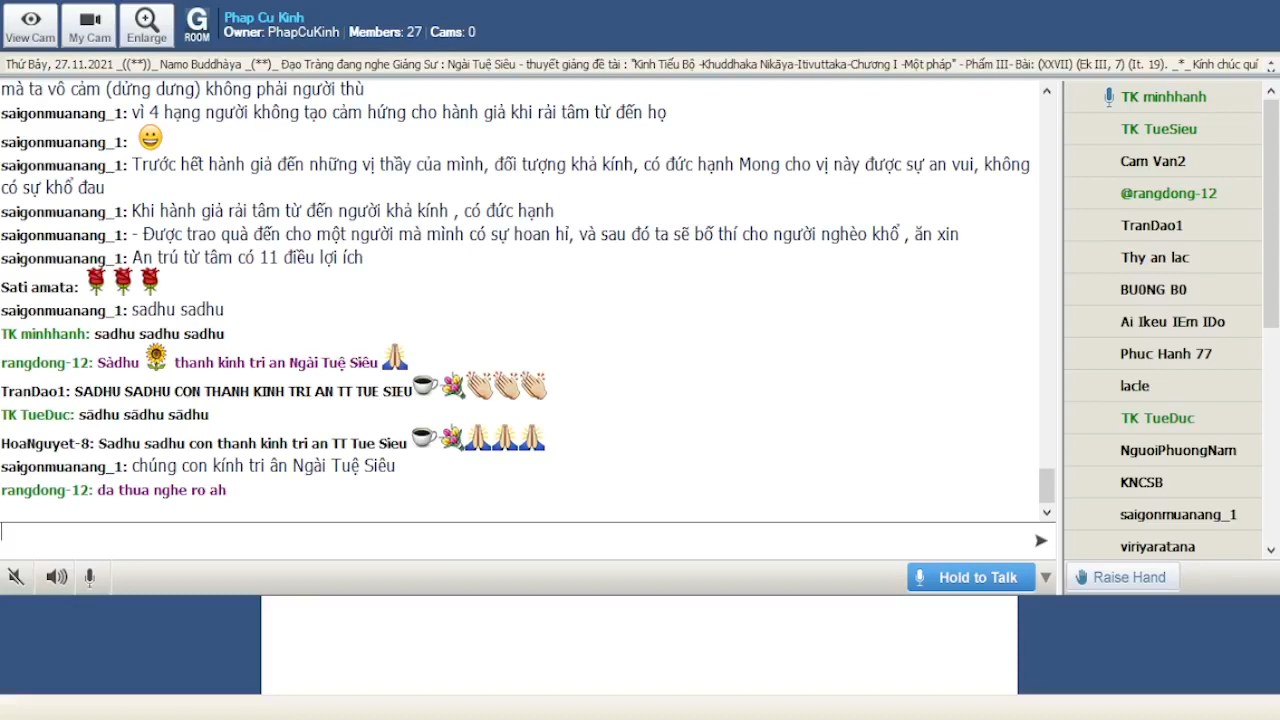 View Cam
My Cam
Enlarge
G
ROOM
Phap Cu Kinh
Owner: PhapCuKinh | Members: 27 | Cams: 0
Thứ Bảy, 27.11.2021 _((**))_ Namo Buddhàya _(**)_ Đạo Tràng đang nghe Giảng Sư : Ngài Tuệ Siêu - thuyết giảng đề tài : "Kinh Tiểu Bộ -Khuddhaka Nikāya-Itivuttaka-Chương I -Một pháp" - Phẩm III- Bài: (XXVII) (Ek III, 7) (It. 19). _*_ Kính chúc quí
mà ta vô cảm (dửng dưng) không phải người thù
saigonmuanang_1: vì 4 hạng người không tạo cảm hứng cho hành giả khi rải tâm từ đến họ
saigonmuanang_1: 😀
saigonmuanang_1: Trước hết hành giả đến những vị thầy của mình, đối tượng khả kính, có đức hạnh Mong cho vị này được sự an vui, không
có sự khổ đau
saigonmuanang_1: Khi hành giả rải tâm từ đến người khả kính , có đức hạnh
saigonmuanang_1: - Được trao quà đến cho một người mà mình có sự hoan hỉ, và sau đó ta sẽ bố thí cho người nghèo khổ , ăn xin
saigonmuanang_1: An trú từ tâm có 11 điều lợi ích
Sati amata: 🌹🌹🌹
saigonmuanang_1: sadhu sadhu
TK minhhanh: sadhu sadhu sadhu
rangdong-12: Sàdhu 🌻 thanh kinh tri an Ngài Tuệ Siêu 🙏
TranDao1: SADHU SADHU CON THANH KINH TRI AN TT TUE SIEU☕💐👏👏👏
TK TueDuc: sādhu sādhu sādhu
HoaNguyet-8: Sadhu sadhu con thanh kinh tri an TT Tue Sieu ☕💐🙏🙏🙏
saigonmuanang_1: chúng con kính tri ân Ngài Tuệ Siêu
rangdong-12: da thua nghe ro ah
Hold to Talk
TK minhhanh
TK TueSieu
Cam Van2
@rangdong-12
TranDao1
Thy an lac
BU0NG B0
Ai Ikeu IEm IDo
Phuc Hanh 77
lacle
TK TueDuc
NguoiPhuongNam
KNCSB
saigonmuanang_1
viriyaratana
Raise Hand